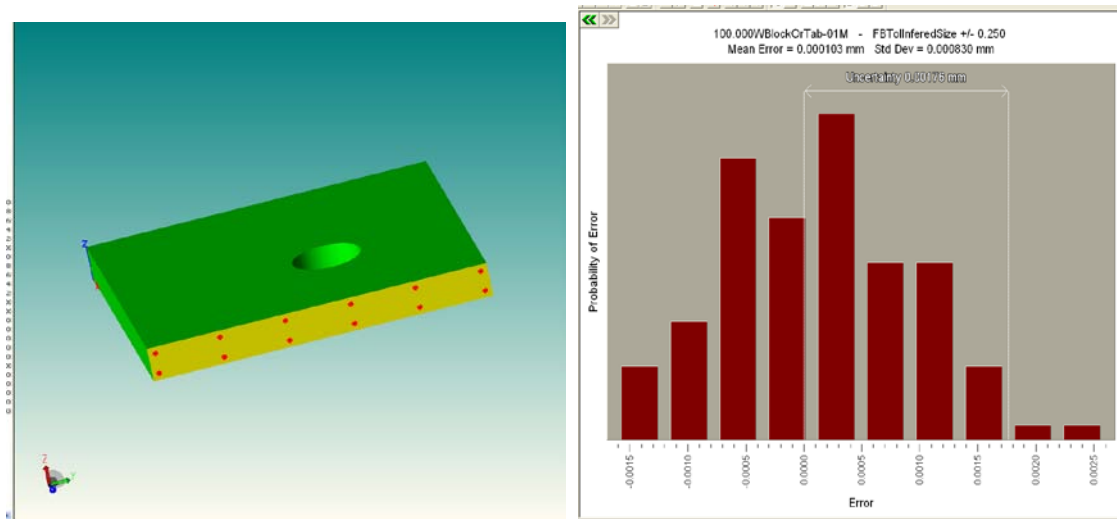 Z
Z
Y
100.000WBlockCrTab-01M - FBTolInferedSize +/- 0.250
Mean Error = 0.000103 mm Std Dev = 0.000830 mm
Uncertainty 0.00176 mm
Probability of Error
-0.0015
-0.0010
-0.0005
0.0000
0.0005
0.0010
0.0015
0.0020
0.0025
Error